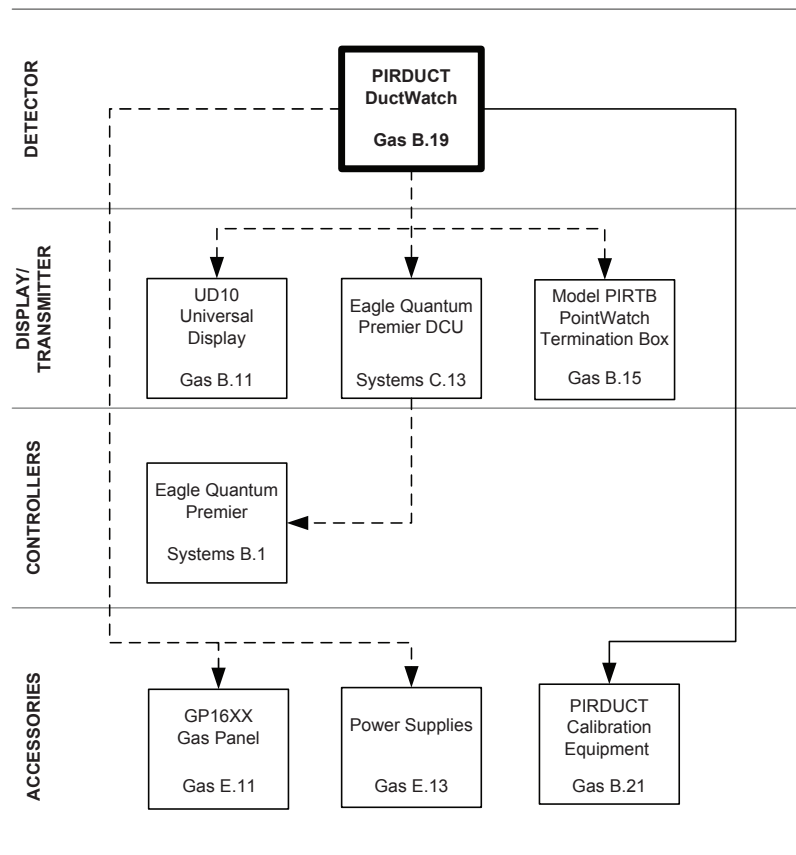 DETECTOR
PIRDUCT
DuctWatch
Gas B.19
DISPLAY/
TRANSMITTER
UD10
Universal
Display
Gas B.11
Eagle Quantum
Premier DCU
Systems C.13
Model PIRTB
PointWatch
Termination Box
Gas B.15
CONTROLLERS
Eagle Quantum
Premier
Systems B.1
ACCESSORIES
GP16XX
Gas Panel
Gas E.11
Power Supplies
Gas E.13
PIRDUCT
Calibration
Equipment
Gas B.21